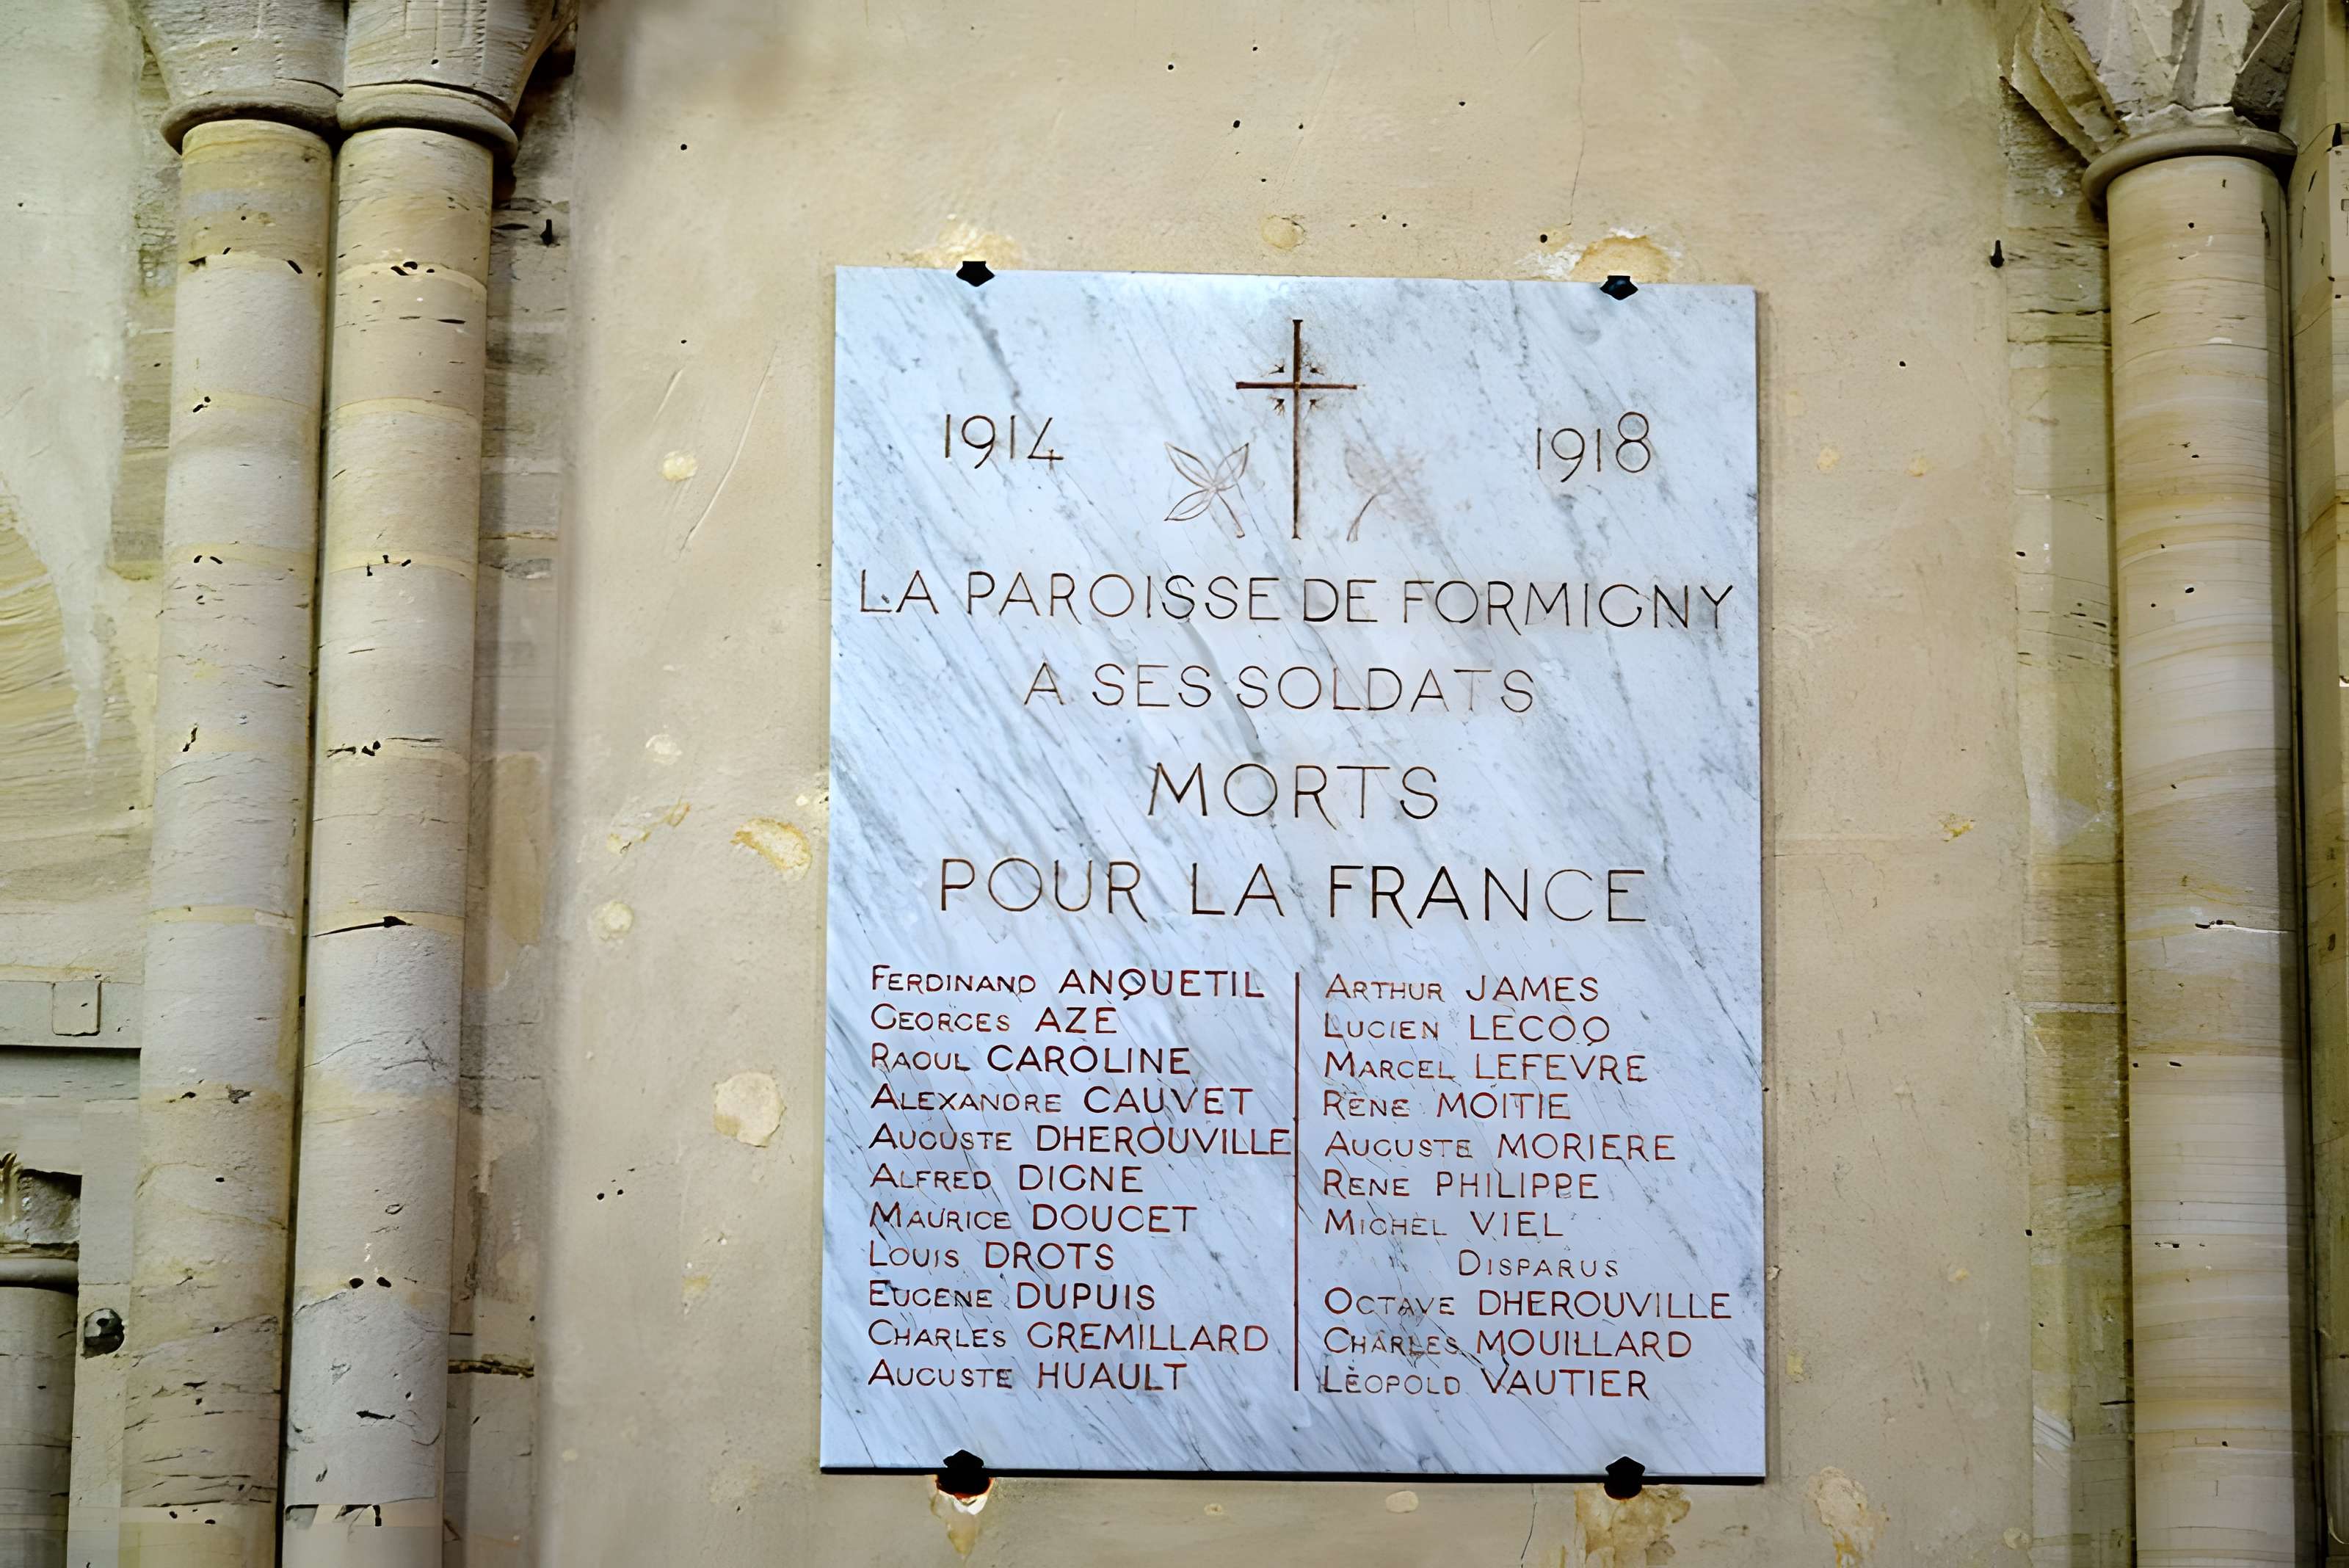 1914 1918
LA PAROISSE DE FORMIGNY
A SES SOLDATS
MORTS
POUR LA FRANCE
FERDINAND ANQUETIL
GEORGES AZE
RAOUL CAROLINE
ALEXANDRE CAUVET
AUGUSTE DHEROUVILLE
ALFRED DIGNE
MAURICE DOUCET
LOUIS DROTS
EUGENE DUPUIS
CHARLES GREMILLARD
AUGUSTE HUAULT
ARTHUR JAMES
LUCIEN LECOQ
MARCEL LEFEVRE
RENE MOITIE
AUGUSTE MORIERE
RENE PHILIPPE
MICHEL VIEL
DISPARUS
OCTAVE DHEROUVILLE
CHARLES MOUILLARD
LÉOPOLD VAUTIER